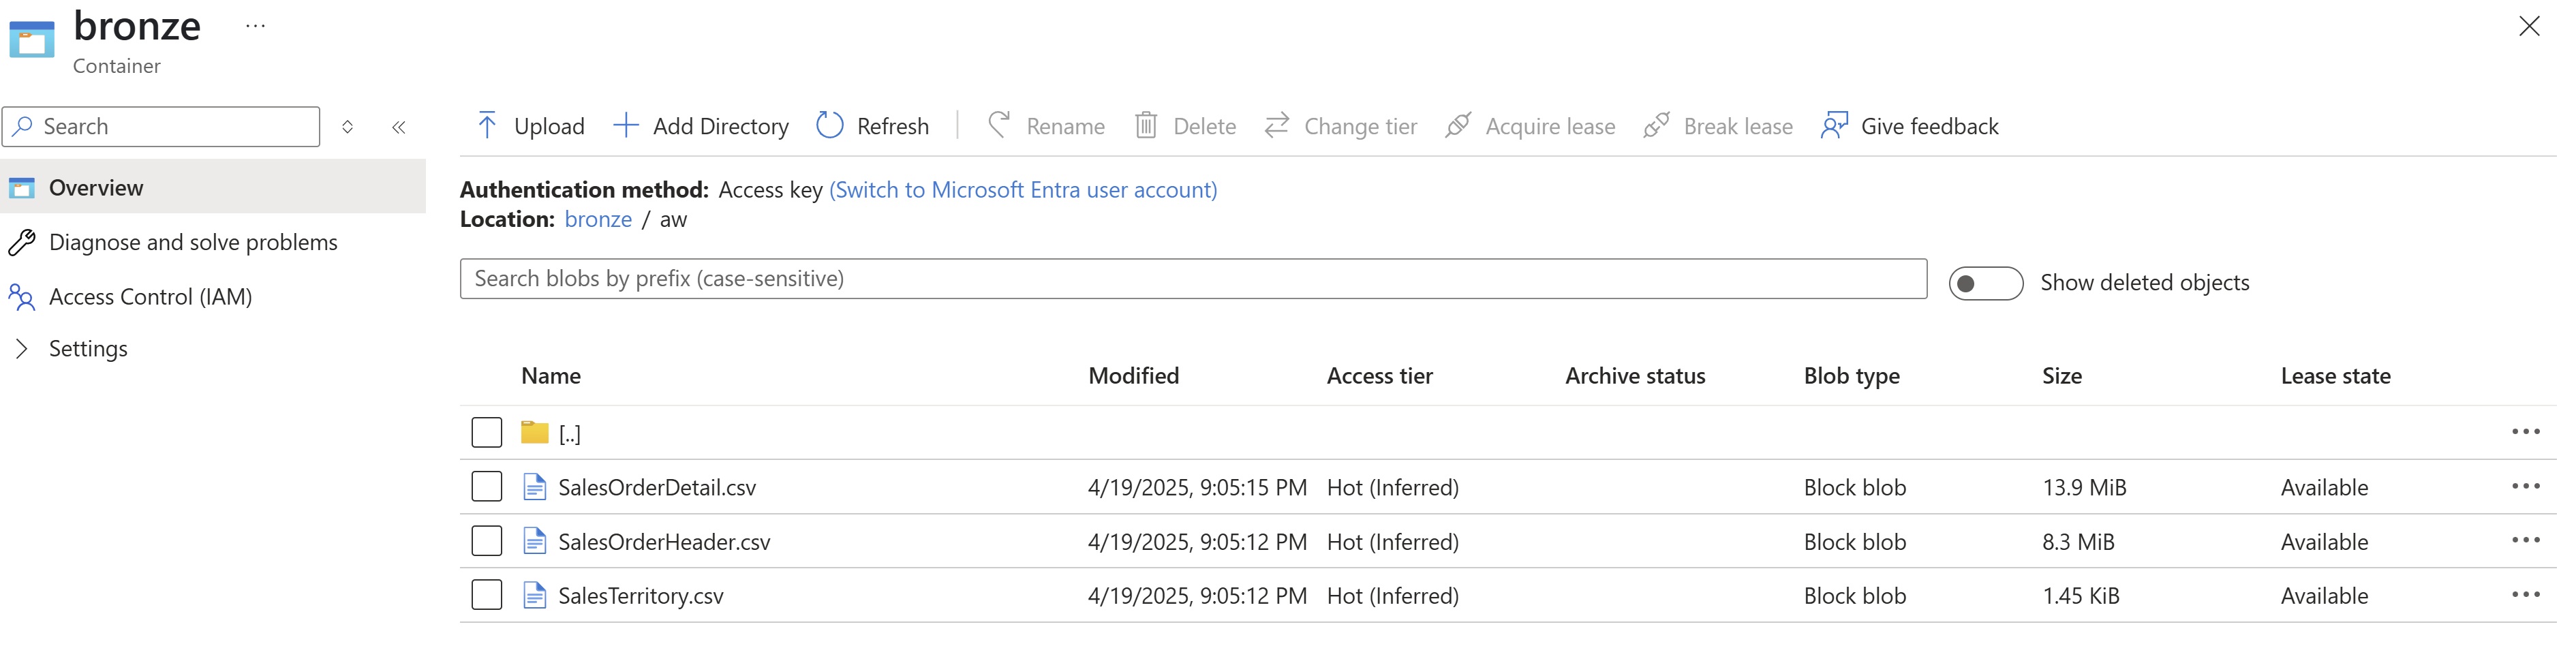 bronze ...
Container
Search
Overview
Diagnose and solve problems
Access Control (IAM)
Settings
Upload Add Directory Refresh Rename Delete Change tier Acquire lease Break lease Give feedback
Authentication method: Access key (Switch to Microsoft Entra user account)
Location: bronze / aw
Search blobs by prefix (case-sensitive)
Show deleted objects
Name Modified Access tier Archive status Blob type Size Lease state
[..]
SalesOrderDetail.csv 4/19/2025, 9:05:15 PM Hot (Inferred) Block blob 13.9 MiB Available
SalesOrderHeader.csv 4/19/2025, 9:05:12 PM Hot (Inferred) Block blob 8.3 MiB Available
SalesTerritory.csv 4/19/2025, 9:05:12 PM Hot (Inferred) Block blob 1.45 KiB Available